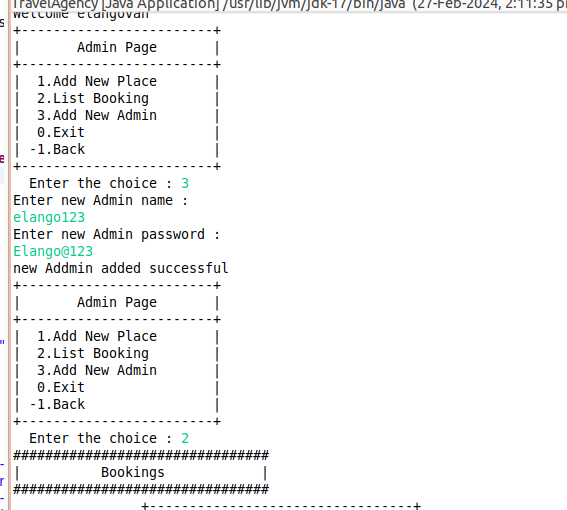 TravelAgency [Java Application] /usr/lib/jvm/jdk-17/bin/java (27-Feb-2024, 2:11:35 p
Welcome elangovan
+------------------------+
|       Admin Page       |
+------------------------+
|  1.Add New Place       |
|  2.List Booking        |
|  3.Add New Admin       |
|  0.Exit                |
| -1.Back                |
+------------------------+
  Enter the choice : 3
Enter new Admin name :
elango123
Enter new Admin password :
Elango@123
new Addmin added successful
+------------------------+
|       Admin Page       |
+------------------------+
|  1.Add New Place       |
|  2.List Booking        |
|  3.Add New Admin       |
|  0.Exit                |
| -1.Back                |
+------------------------+
  Enter the choice : 2
################################
|          Bookings            |
################################
                +--------------------------------+